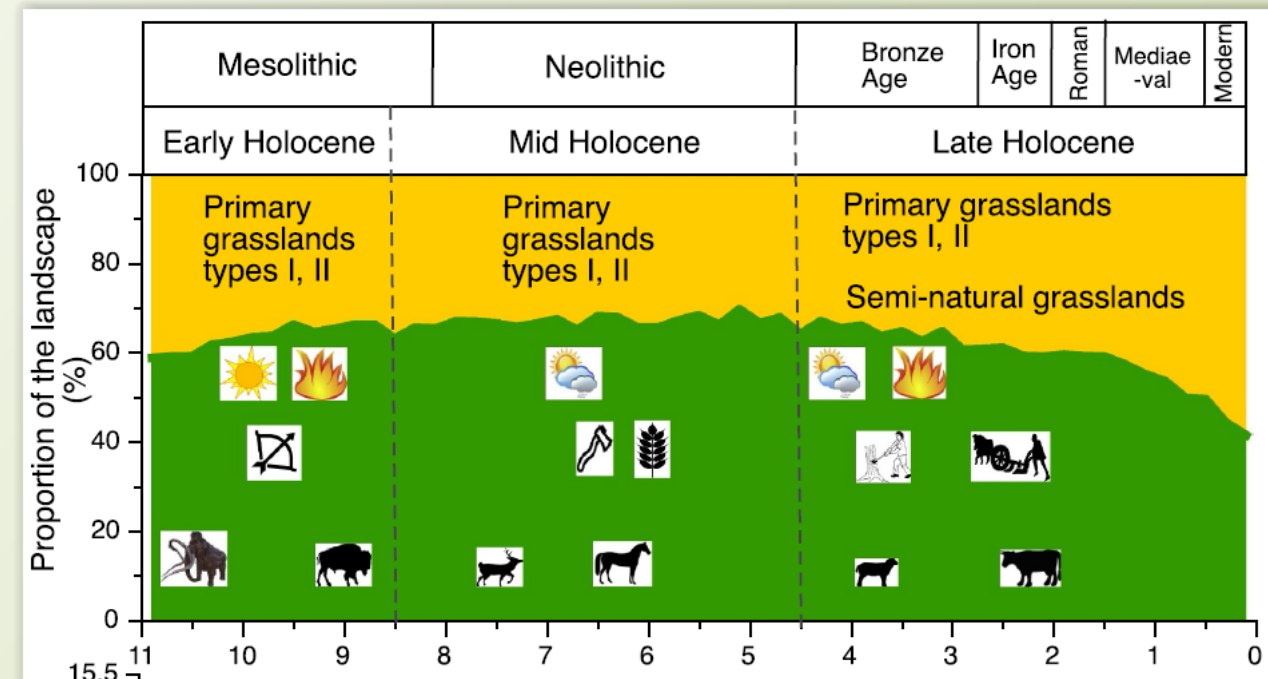 Mesolithic
Neolithic
Bronze
Age
Iron
Age
Roman
Mediae
-val
Modern
Early Holocene
Mid Holocene
Late Holocene
Proportion of the landscape
(%)
100
80
60
40
20
0
Primary
grasslands
types I, II
Primary
grasslands
types I, II
Primary grasslands
types I, II
Semi-natural grasslands
11 10 9 8 7 6 5 4 3 2 1 0
15.5